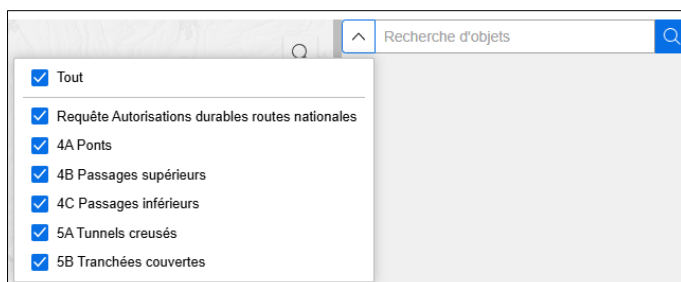 Recherche d'objets
Tout
Requête Autorisations durables routes nationales
4A Ponts
4B Passages supérieurs
4C Passages inférieurs
5A Tunnels creusés
5B Tranchées couvertes